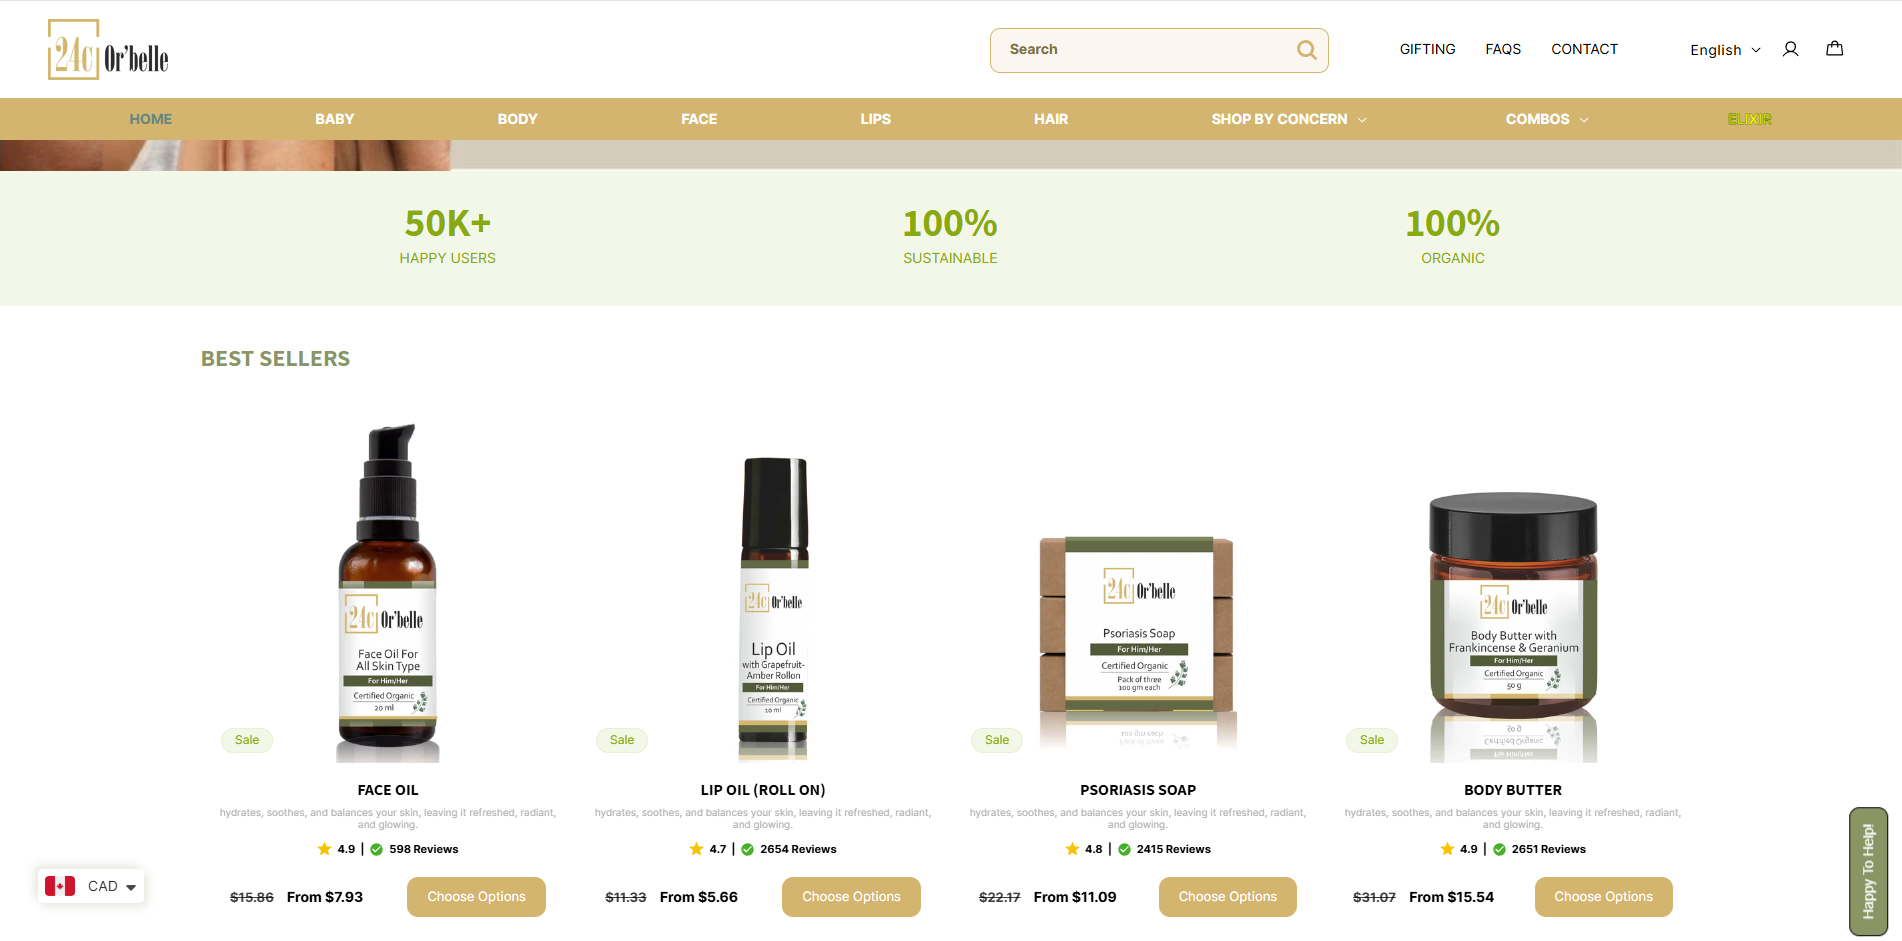 24c Or'belle
Search
GIFTING FAQS CONTACT
English
HOME BABY BODY FACE LIPS HAIR SHOP BY CONCERN COMBOS ELIXIR
50K+ 100% 100%
HAPPY USERS SUSTAINABLE ORGANIC
BEST SELLERS
24c Or'belle
Face Oil For
All Skin Type
For Him/Her
Certified Organic
20 ml
Sale
24c Or'belle
Lip Oil
with Grapefruit-
Amber Rollon
For Him/Her
Certified Organic
10 ml
Sale
24c Or'belle
Psoriasis Soap
For Him/Her
Certified Organic
Pack of three
100 gm each
Sale
24c Or'belle
Body Butter with
Frankincense & Geranium
For Him/Her
Certified Organic
50 g
Sale
FACE OIL
hydrates, soothes, and balances your skin, leaving it refreshed, radiant,
and glowing.
4.9 | 598 Reviews
$15.86 From $7.93 Choose Options
LIP OIL (ROLL ON)
hydrates, soothes, and balances your skin, leaving it refreshed, radiant,
and glowing.
4.7 | 2654 Reviews
$11.33 From $5.66 Choose Options
PSORIASIS SOAP
hydrates, soothes, and balances your skin, leaving it refreshed, radiant,
and glowing.
4.8 | 2415 Reviews
$22.17 From $11.09 Choose Options
BODY BUTTER
hydrates, soothes, and balances your skin, leaving it refreshed, radiant,
and glowing.
4.9 | 2651 Reviews
$31.07 From $15.54 Choose Options
CAD
Happy To Help!